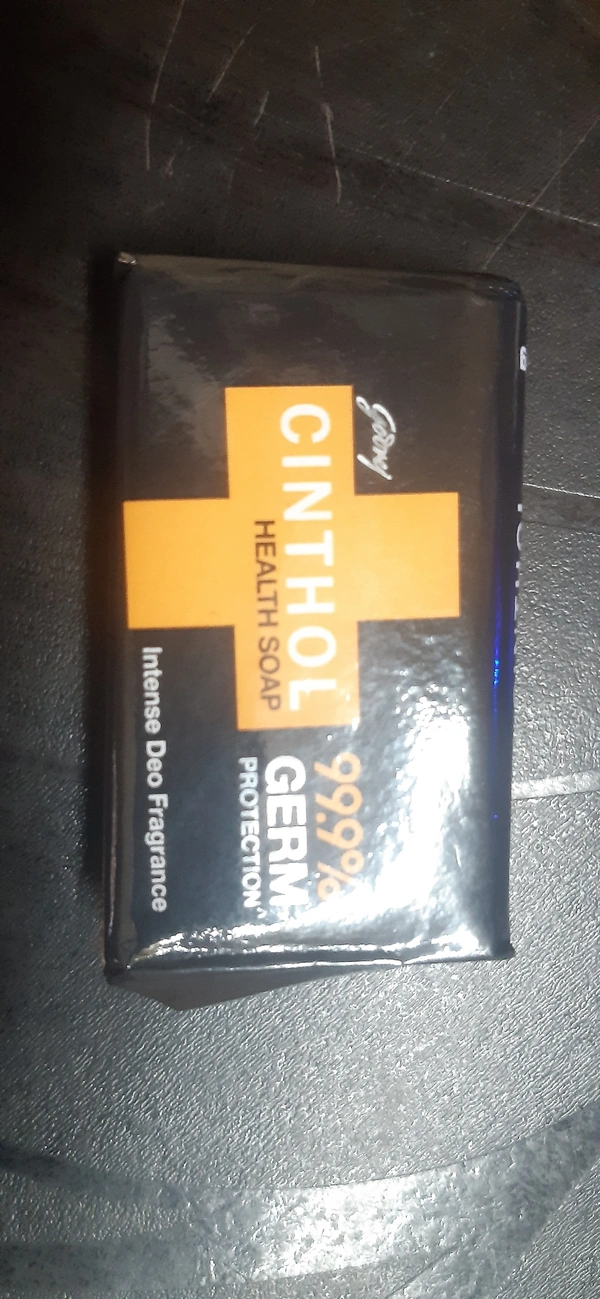 Godrej
CINTHOL
HEALTH SOAP
99.9%
GERM
PROTECTION^
Intense Deo Fragrance